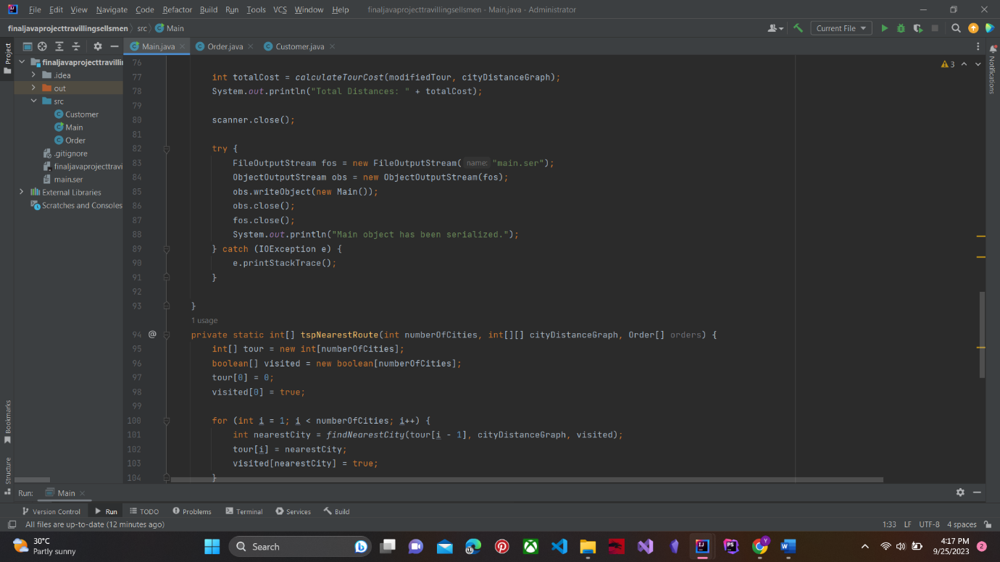 File Edit View Navigate Code Refactor Build Run Tools VCS Window Help finaljavaprojecttravillingsellsmen - Main.java - Administrator
finaljavaprojecttravillingsellsmen src Main Current File
Project
Main.java Order.java Customer.java
finaljavaprojecttravillin
.idea
out
src
Customer
Main
Order
.gitignore
finaljavaprojecttravi
main.ser
External Libraries
Scratches and Consoles
3
Notifications
76
77 int totalCost = calculateTourCost(modifiedTour, cityDistanceGraph);
78 System.out.println("Total Distances: " + totalCost);
79
80 scanner.close();
81
82 try {
83 FileOutputStream fos = new FileOutputStream( name: "main.ser");
84 ObjectOutputStream obs = new ObjectOutputStream(fos);
85 obs.writeObject(new Main());
86 obs.close();
87 fos.close();
88 System.out.println("Main object has been serialized.");
89 } catch (IOException e) {
90 e.printStackTrace();
91 }
92
93 }
1 usage
94 @ private static int[] tspNearestRoute(int numberOfCities, int[][] cityDistanceGraph, Order[] orders) {
95 int[] tour = new int[numberOfCities];
96 boolean[] visited = new boolean[numberOfCities];
97 tour[0] = 0;
98 visited[0] = true;
99
100 for (int i = 1; i < numberOfCities; i++) {
101 int nearestCity = findNearestCity(tour[i - 1], cityDistanceGraph, visited);
102 tour[i] = nearestCity;
103 visited[nearestCity] = true;
104 }
Bookmarks
Structure
Run: Main
Version Control Run TODO Problems Terminal Services Build
All files are up-to-date (12 minutes ago) 1:33 LF UTF-8 4 spaces
30°C
Partly sunny
Search
4:17 PM
9/25/2023
2